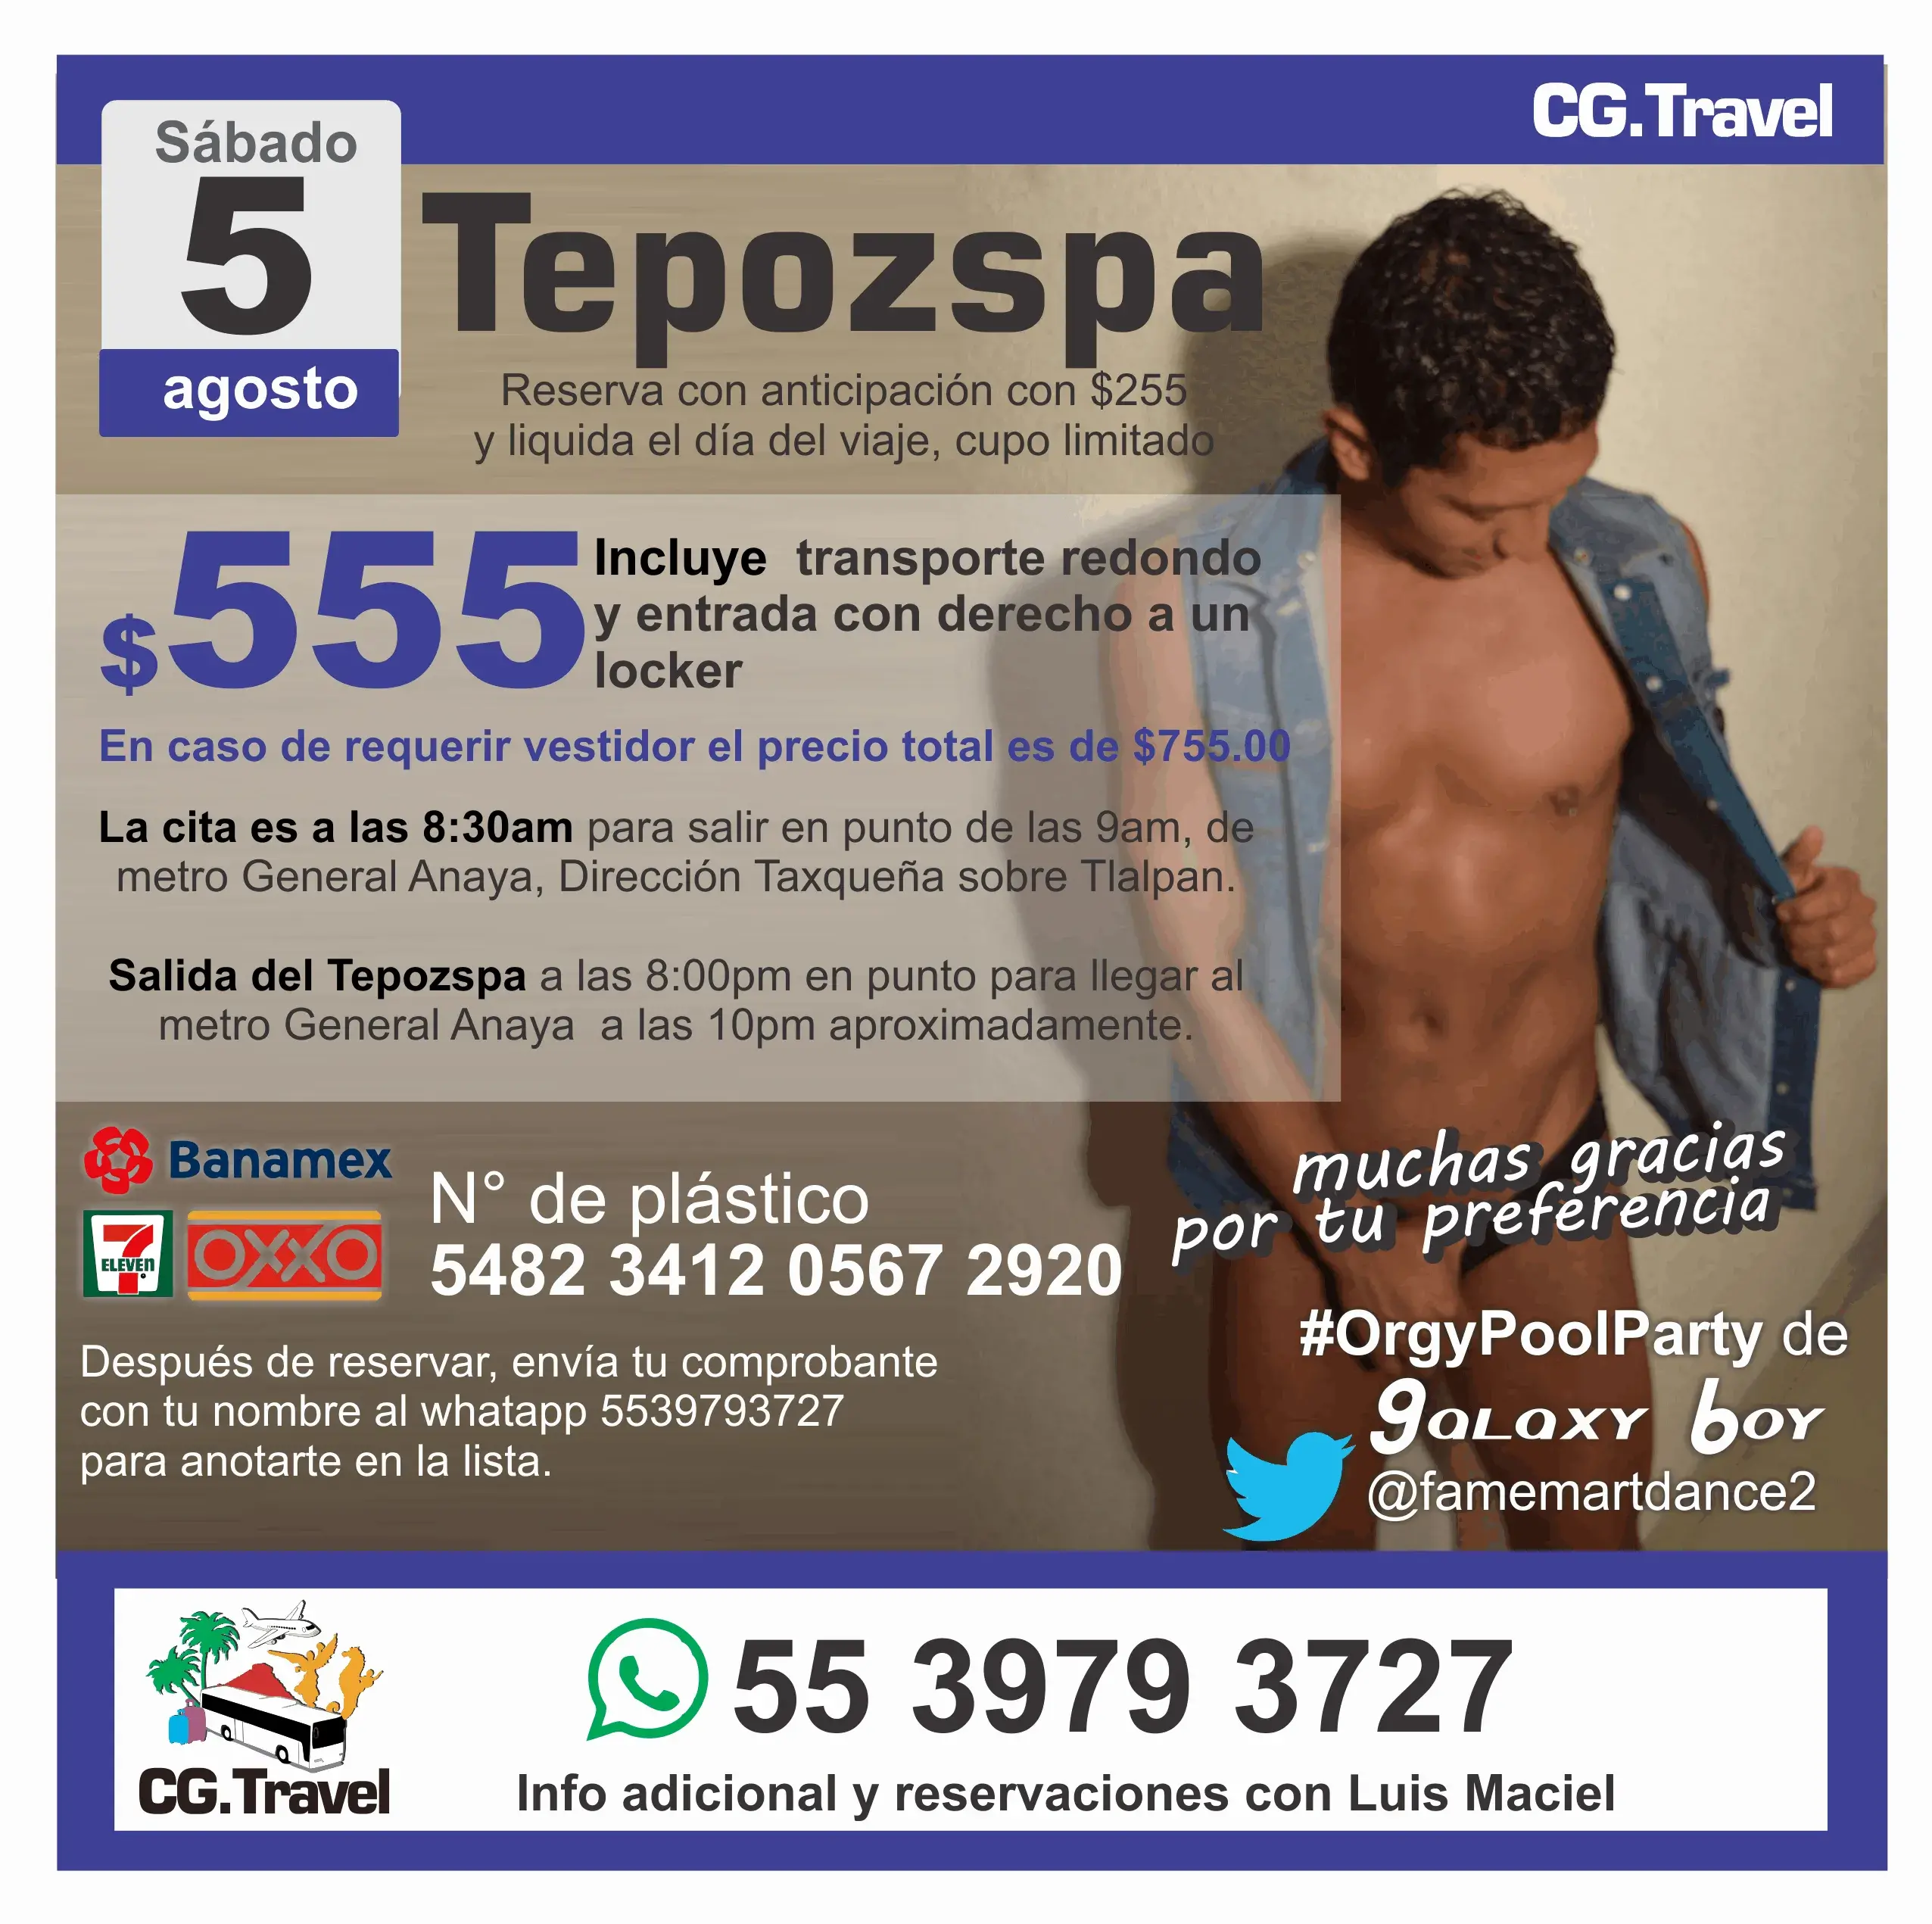 CG.Travel
Sábado
5
agosto
Tepozspa
Reserva con anticipación con $255
y liquida el día del viaje, cupo limitado
$555
Incluye transporte redondo
y entrada con derecho a un
locker
En caso de requerir vestidor el precio total es de $755.00
La cita es a las 8:30am para salir en punto de las 9am, de
metro General Anaya, Dirección Taxqueña sobre Tlalpan.
Salida del Tepozspa a las 8:00pm en punto para llegar al
metro General Anaya a las 10pm aproximadamente.
Banamex
7
ELEVEn
OXXO
N° de plástico
5482 3412 0567 2920
Después de reservar, envía tu comprobante
con tu nombre al whatapp 5539793727
para anotarte en la lista.
muchas gracias
por tu preferencia
#OrgyPoolParty de
galaxy boy
@famemartdance2
CG.Travel
55 3979 3727
Info adicional y reservaciones con Luis Maciel